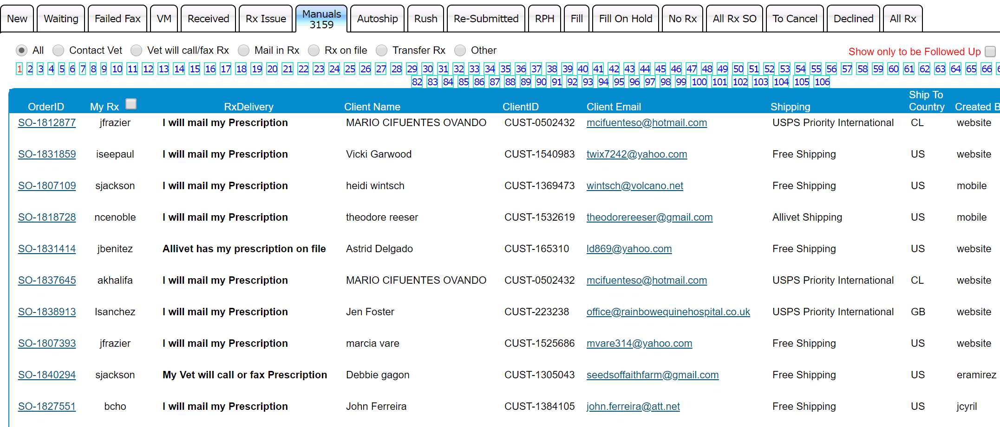 New Waiting Failed Fax VM Received Rx Issue Manuals 3159 Autoship Rush Re-Submitted RPH Fill Fill On Hold No Rx All Rx SO To Cancel Declined All Rx
All Contact Vet Vet will call/fax Rx Mail in Rx Rx on file Transfer Rx Other Show only to be Followed Up
1 2 3 4 5 6 7 8 9 10 11 12 13 14 15 16 17 18 19 20 21 22 23 24 25 26 27 28 29 30 31 32 33 34 35 36 37 38 39 40 41 42 43 44 45 46 47 48 49 50 51 52 53 54 55 56 57 58 59 60 61 62 63 64 65 66
82 83 84 85 86 87 88 89 90 91 92 93 94 95 96 97 98 99 100 101 102 103 104 105 106
OrderID My Rx RxDelivery Client Name ClientID Client Email Shipping Ship To Country Created B
SO-1812877 jfrazier I will mail my Prescription MARIO CIFUENTES OVANDO CUST-0502432 mcifuenteso@hotmail.com USPS Priority International CL website
SO-1831859 iseepaul I will mail my Prescription Vicki Garwood CUST-1540983 twix7242@yahoo.com Free Shipping US website
SO-1807109 sjackson I will mail my Prescription heidi wintsch CUST-1369473 wintsch@volcano.net Free Shipping US mobile
SO-1818728 ncenoble I will mail my Prescription theodore reeser CUST-1532619 theodorereeser@gmail.com Allivet Shipping US mobile
SO-1831414 jbenitez Allivet has my prescription on file Astrid Delgado CUST-165310 ld869@yahoo.com Free Shipping US website
SO-1837645 akhalifa I will mail my Prescription MARIO CIFUENTES OVANDO CUST-0502432 mcifuenteso@hotmail.com USPS Priority International CL website
SO-1838913 lsanchez I will mail my Prescription Jen Foster CUST-223238 office@rainbowequinehospital.co.uk USPS Priority International GB website
SO-1807393 jfrazier I will mail my Prescription marcia vare CUST-1525686 mvare314@yahoo.com Free Shipping US website
SO-1840294 sjackson My Vet will call or fax Prescription Debbie gagon CUST-1305043 seedsoffaithfarm@gmail.com Free Shipping US eramirez
SO-1827551 bcho I will mail my Prescription John Ferreira CUST-1384105 john.ferreira@att.net Free Shipping US jcyril